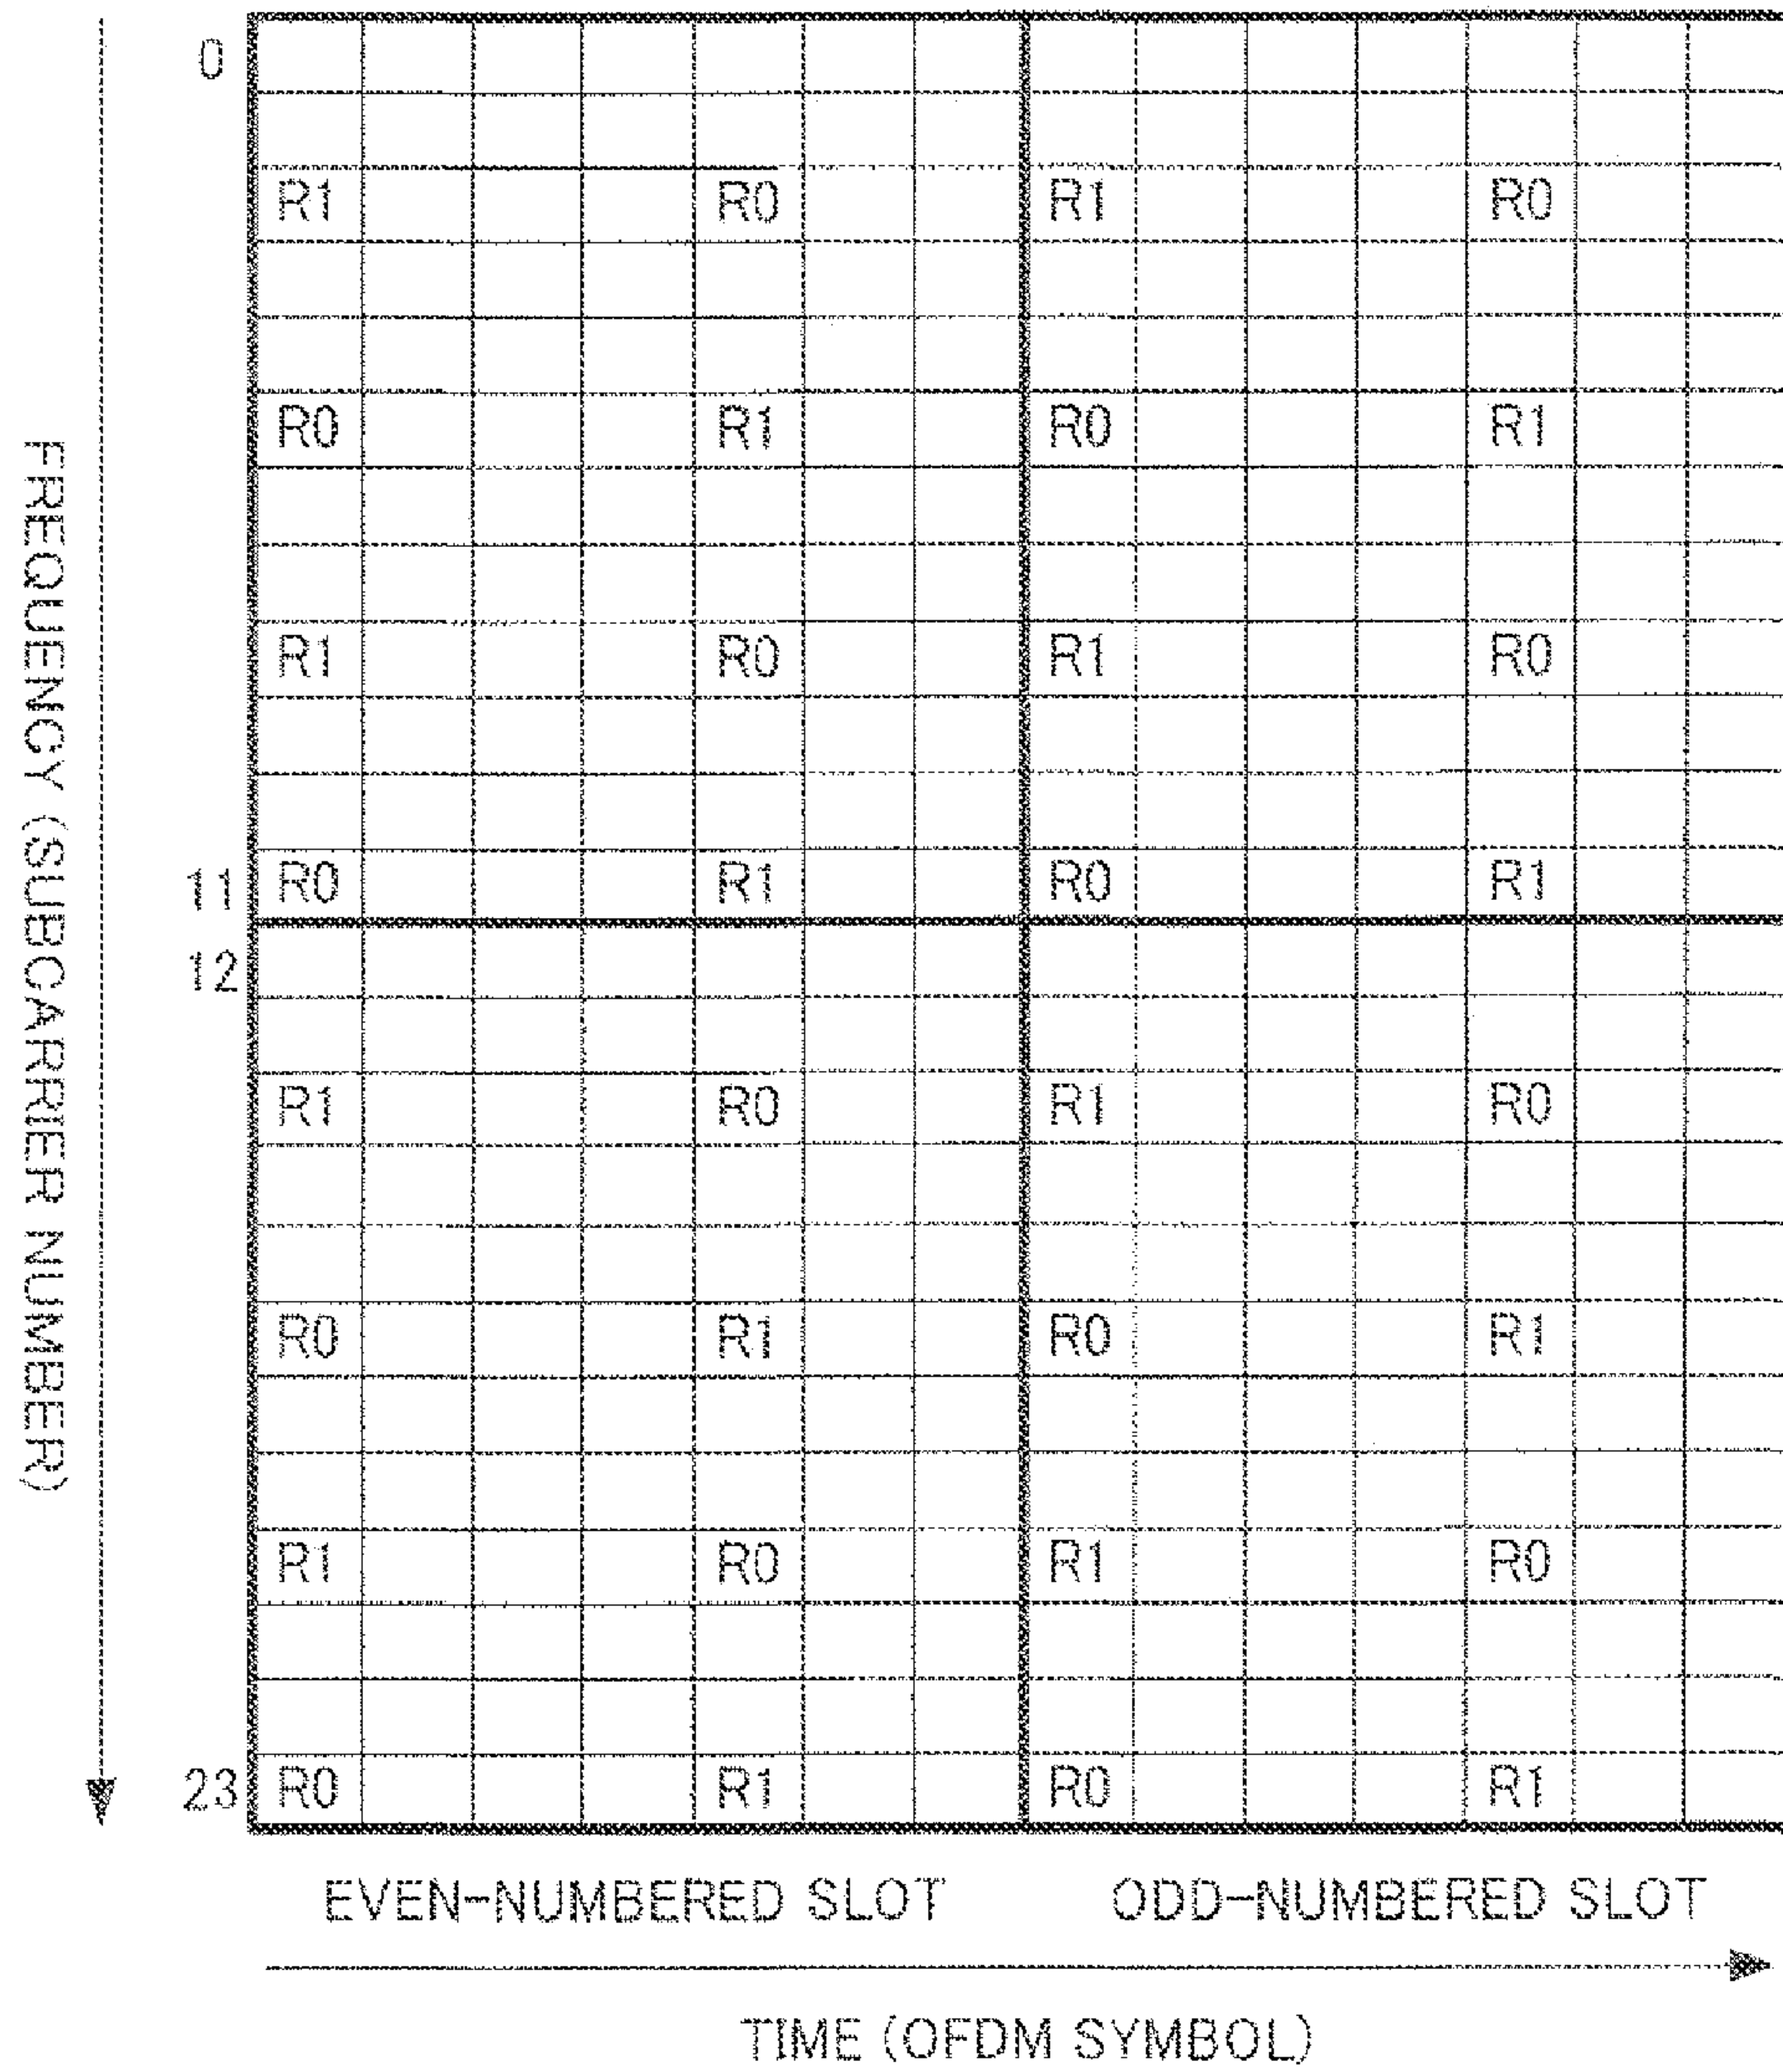 0
R1 R0 R1 R0
R0 R1 R0 R1
R1 R0 R1 R0
11 R0 R1 R0 R1
12
R1 R0 R1 R0
R0 R1 R0 R1
R1 R0 R1 R0
23 R0 R1 R0 R1
FREQUENCY (SUBCARRIER NUMBER)
EVEN-NUMBERED SLOT ODD-NUMBERED SLOT
TIME (OFDM SYMBOL)